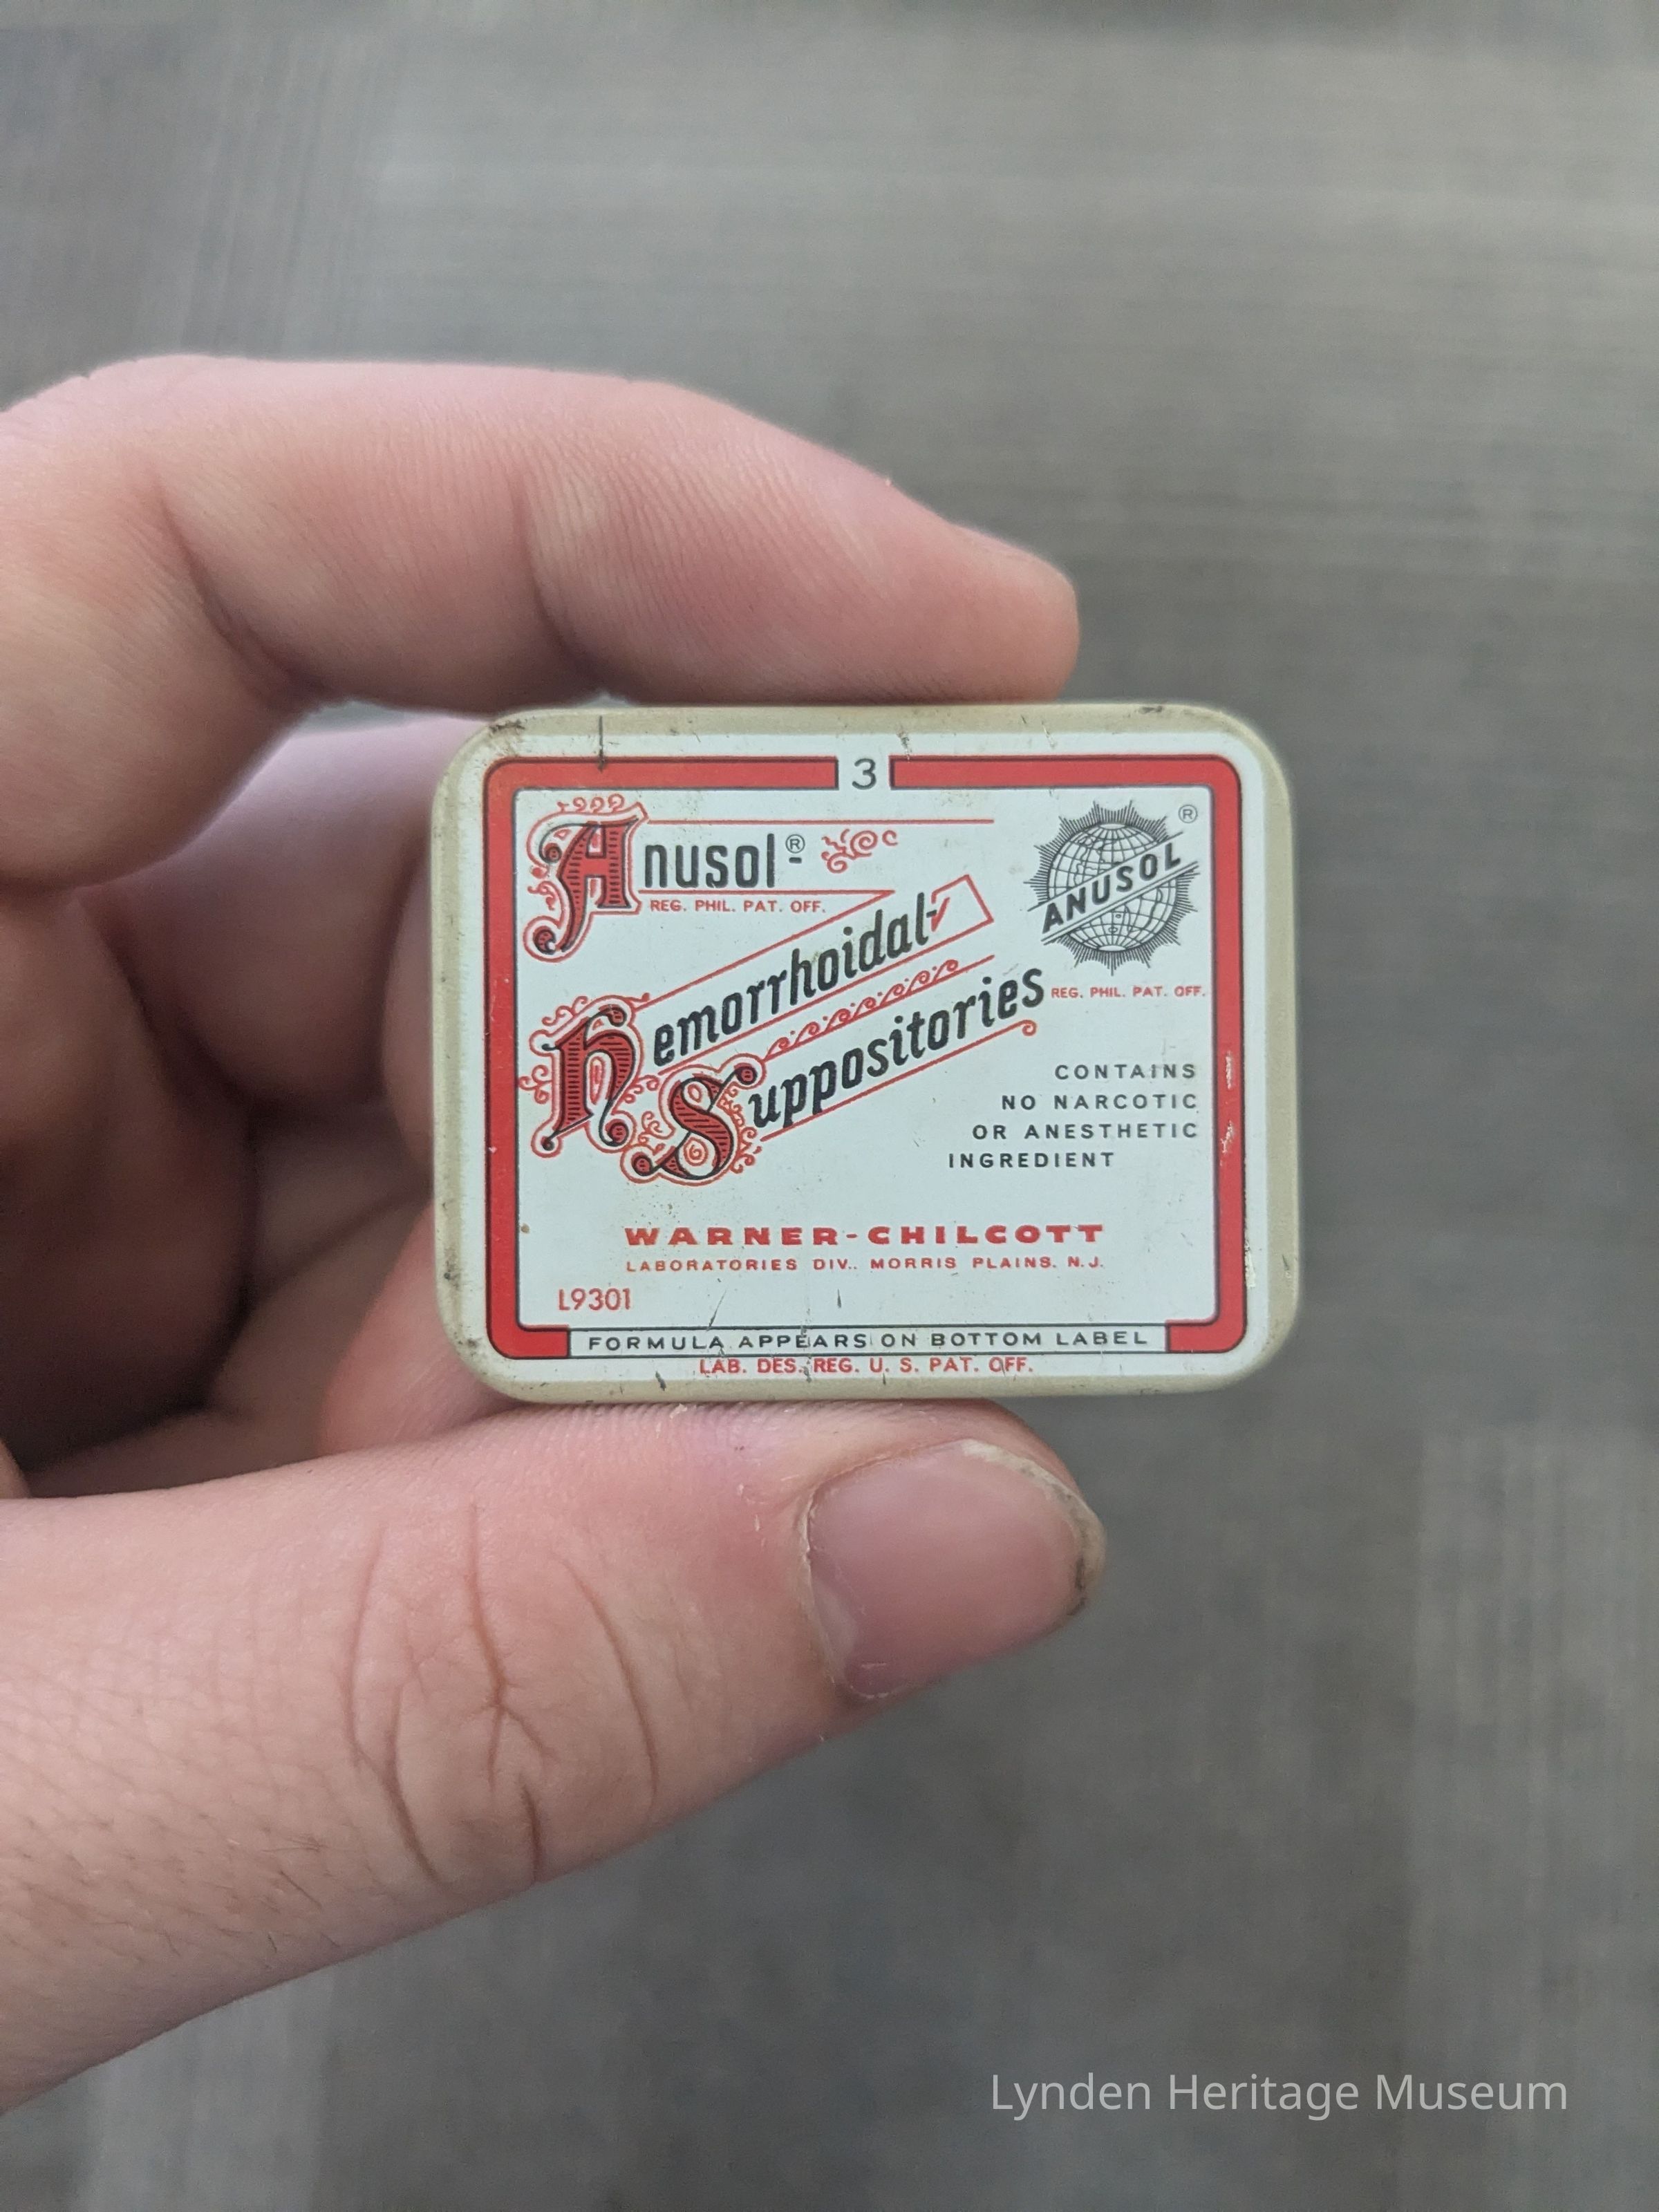 3
Anusol®-
REG. PHIL. PAT. OFF.
Hemorrhoidal-
Suppositories
®
ANUSOL
REG. PHIL. PAT. OFF.
CONTAINS
NO NARCOTIC
OR ANESTHETIC
INGREDIENT
WARNER-CHILCOTT
LABORATORIES DIV., MORRIS PLAINS, N.J.
L9301
FORMULA APPEARS ON BOTTOM LABEL
LAB. DES. REG. U. S. PAT. OFF.
Lynden Heritage Museum